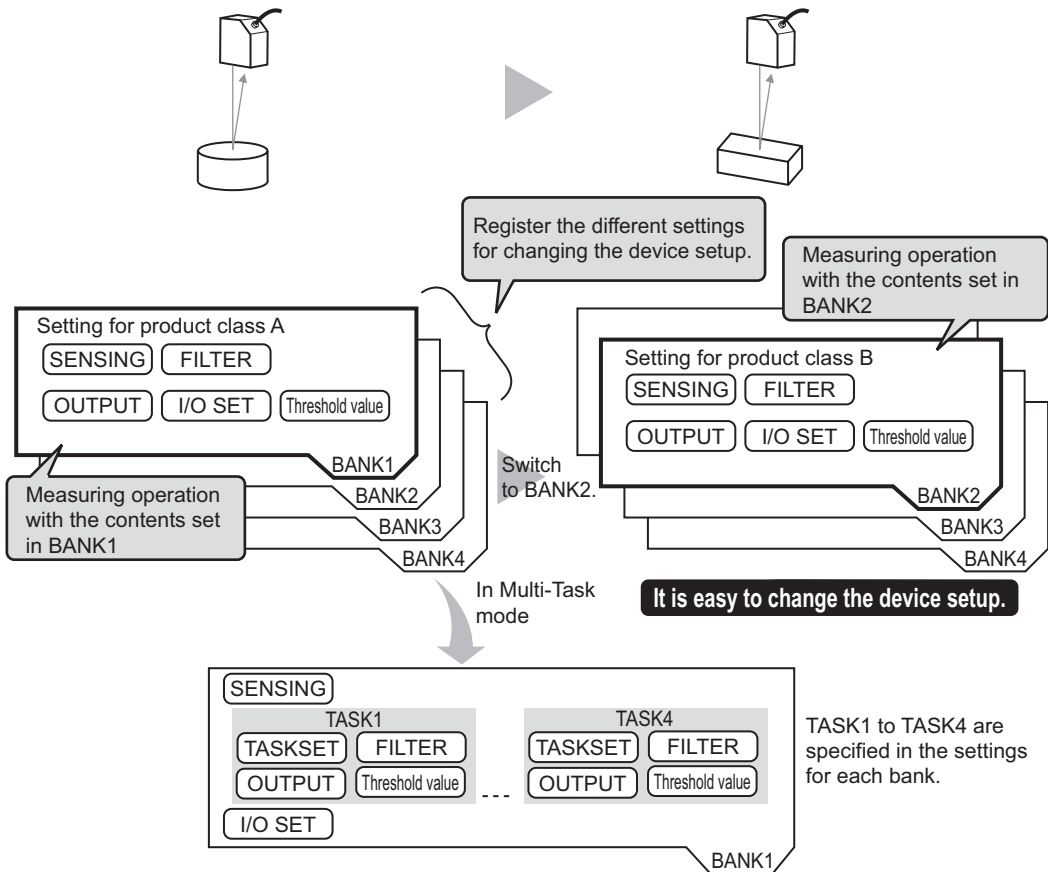 Register the different settings
for changing the device setup.
Measuring operation
with the contents set in
BANK2
Setting for product class A
SENSING FILTER
OUTPUT I/O SET Threshold value
BANK1
BANK2
BANK3
BANK4
Measuring operation
with the contents set
in BANK1
Switch
to BANK2.
Setting for product class B
SENSING FILTER
OUTPUT I/O SET Threshold value
BANK2
BANK3
BANK4
It is easy to change the device setup.
In Multi-Task
mode
SENSING
TASK1
TASKSET FILTER
OUTPUT Threshold value
---
TASK4
TASKSET FILTER
OUTPUT Threshold value
I/O SET
BANK1
TASK1 to TASK4 are
specified in the settings
for each bank.